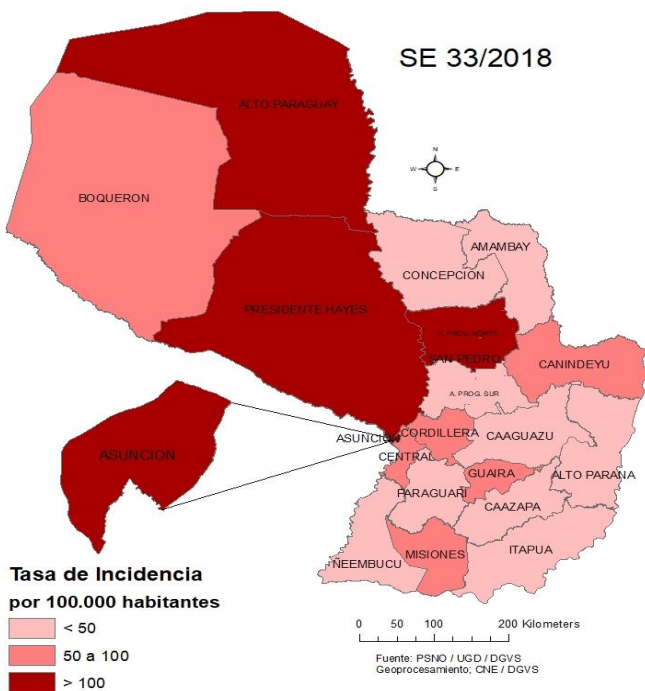 SE 33/2018
ALTO PARAGUAY
N
W E
S
BOQUERON
AMAMBAY
CONCEPCIÓN
PRESIDENTE HAYES
A. PROG. NORTE
SAN PEDRO
CANINDEYU
A. PROG. SUR
ASUNCION
CORDILLERA
CAAGUAZU
ASUNCION
CENTRAL
GUAIRA
ALTO PARANA
PARAGUARI
CAAZAPA
ÑEEMBUCU
MISIONES
ITAPUA
Tasa de Incidencia
por 100.000 habitantes
< 50
50 a 100
> 100
0 50 100 200 Kilometers
Fuente: PSNO / UGD / DGVS
Geoprocesamiento; CNE / DGVS